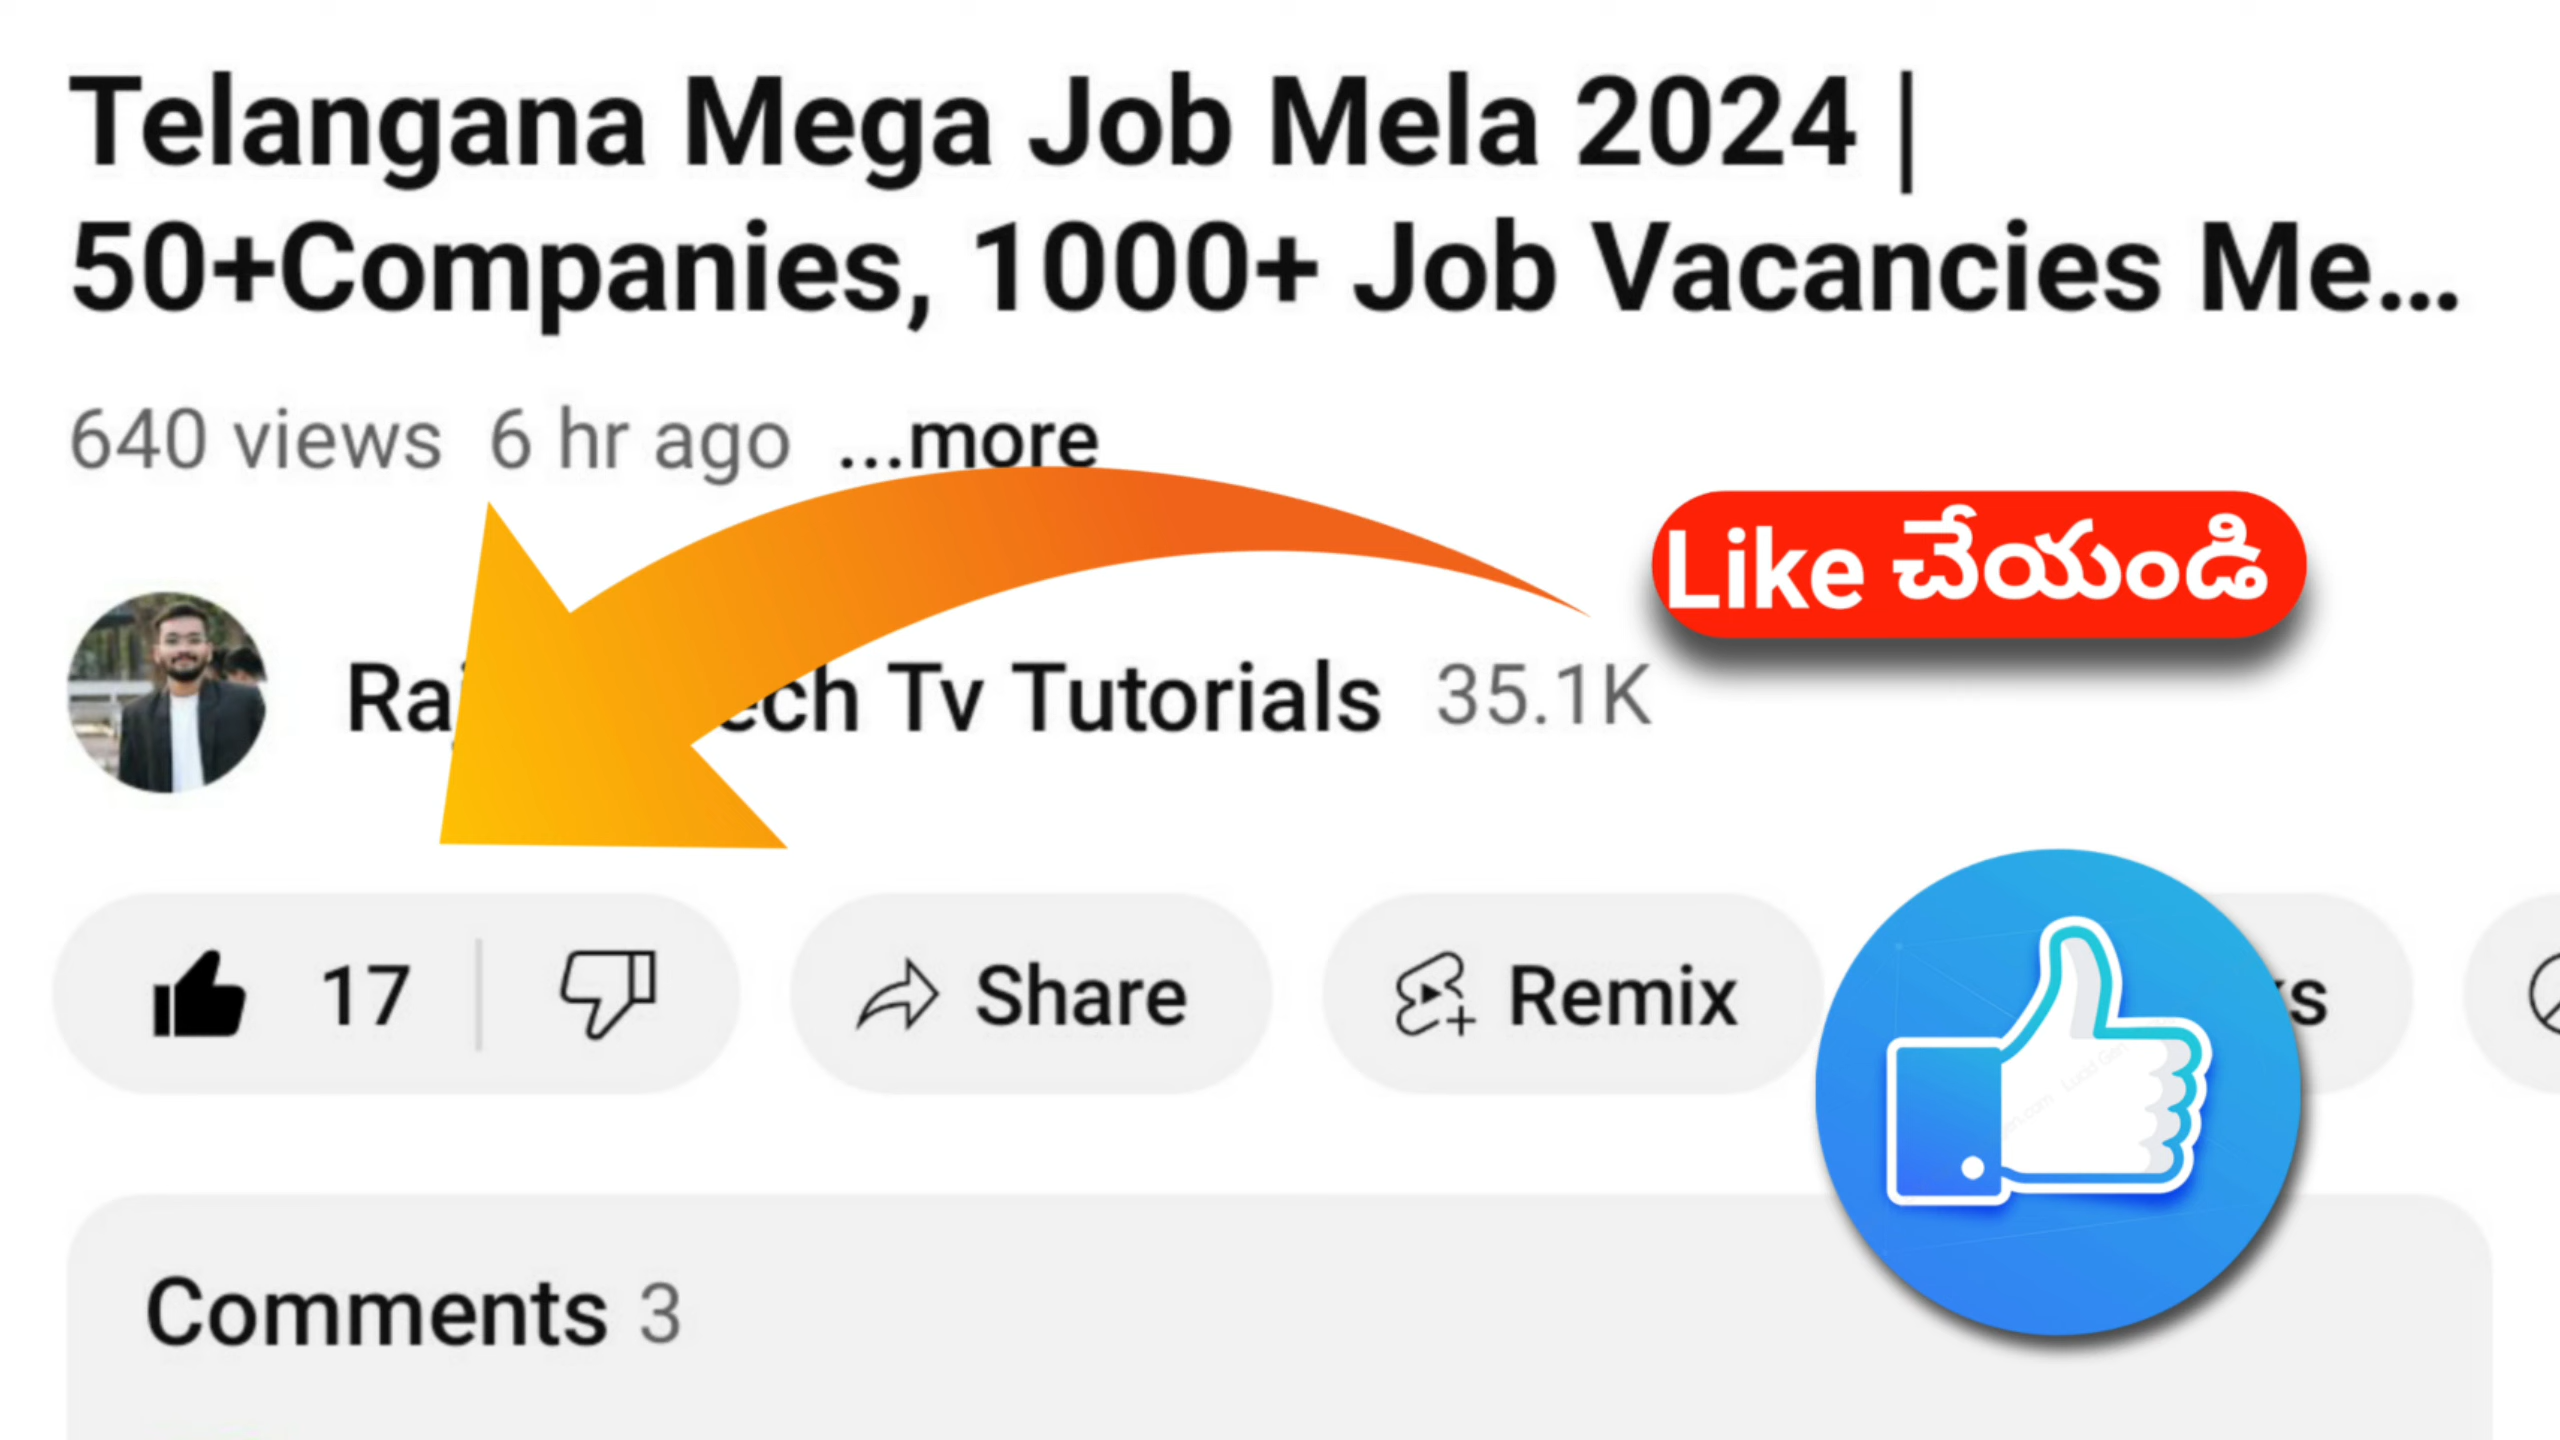 Telangana Mega Job Mela 2024 |
50+Companies, 1000+ Job Vacancies Me...
640 views 6 hr ago ...more
Like చేయండి
Tv Tutorials 35.1K
17
Share
Remix
Comments 3